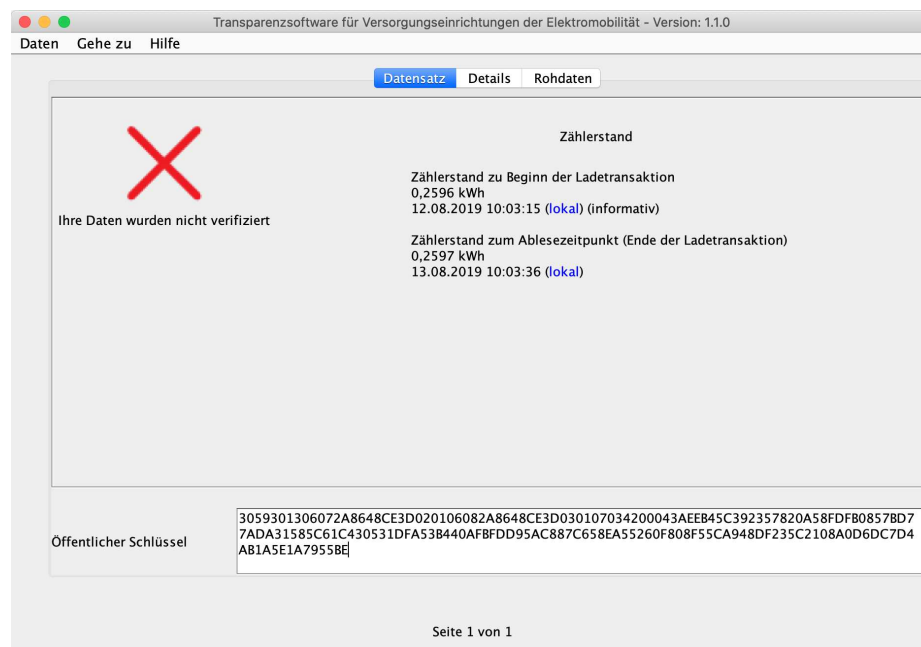 Transparenzsoftware für Versorgungseinrichtungen der Elektromobilität - Version: 1.1.0
Daten Gehe zu Hilfe
Datensatz Details Rohdaten
Zählerstand
Zählerstand zu Beginn der Ladetransaktion
0,2596 kWh
12.08.2019 10:03:15 (lokal) (informativ)
Ihre Daten wurden nicht verifiziert
Zählerstand zum Ablesezeitpunkt (Ende der Ladetransaktion)
0,2597 kWh
13.08.2019 10:03:36 (lokal)
Öffentlicher Schlüssel
3059301306072A8648CE3D020106082A8648CE3D030107034200043AEEB45C392357820A58FDFB0857BD7
7ADA31585C61C430531DFA53B440AFBFDD95AC887C658EA55260F808F55CA948DF235C2108A0D6DC7D4
AB1A5E1A7955BE
Seite 1 von 1